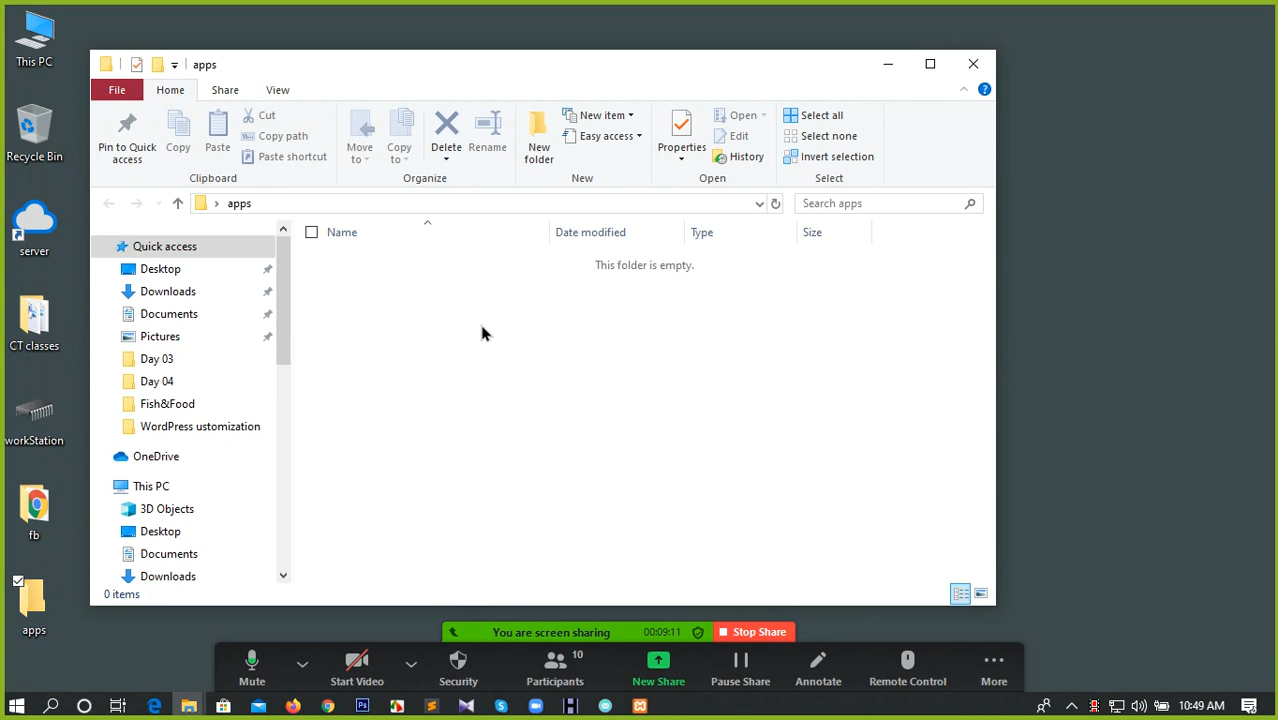 This PC
Recycle Bin
server
CT classes
workStation
fb
apps
apps
File Home Share View
Pin to Quick access
Copy
Paste
Cut
Copy path
Paste shortcut
Clipboard
Move to
Copy to
Delete
Rename
Organize
New folder
New item
Easy access
New
Properties
Open
Edit
History
Open
Select all
Select none
Invert selection
Select
apps
Search apps
Name Date modified Type Size
This folder is empty.
Quick access
Desktop
Downloads
Documents
Pictures
Day 03
Day 04
Fish&Food
WordPress ustomization
OneDrive
This PC
3D Objects
Desktop
Documents
Downloads
0 items
You are screen sharing 00:09:11 Stop Share
Mute
Start Video
Security
Participants 10
New Share
Pause Share
Annotate
Remote Control
More
10:49 AM